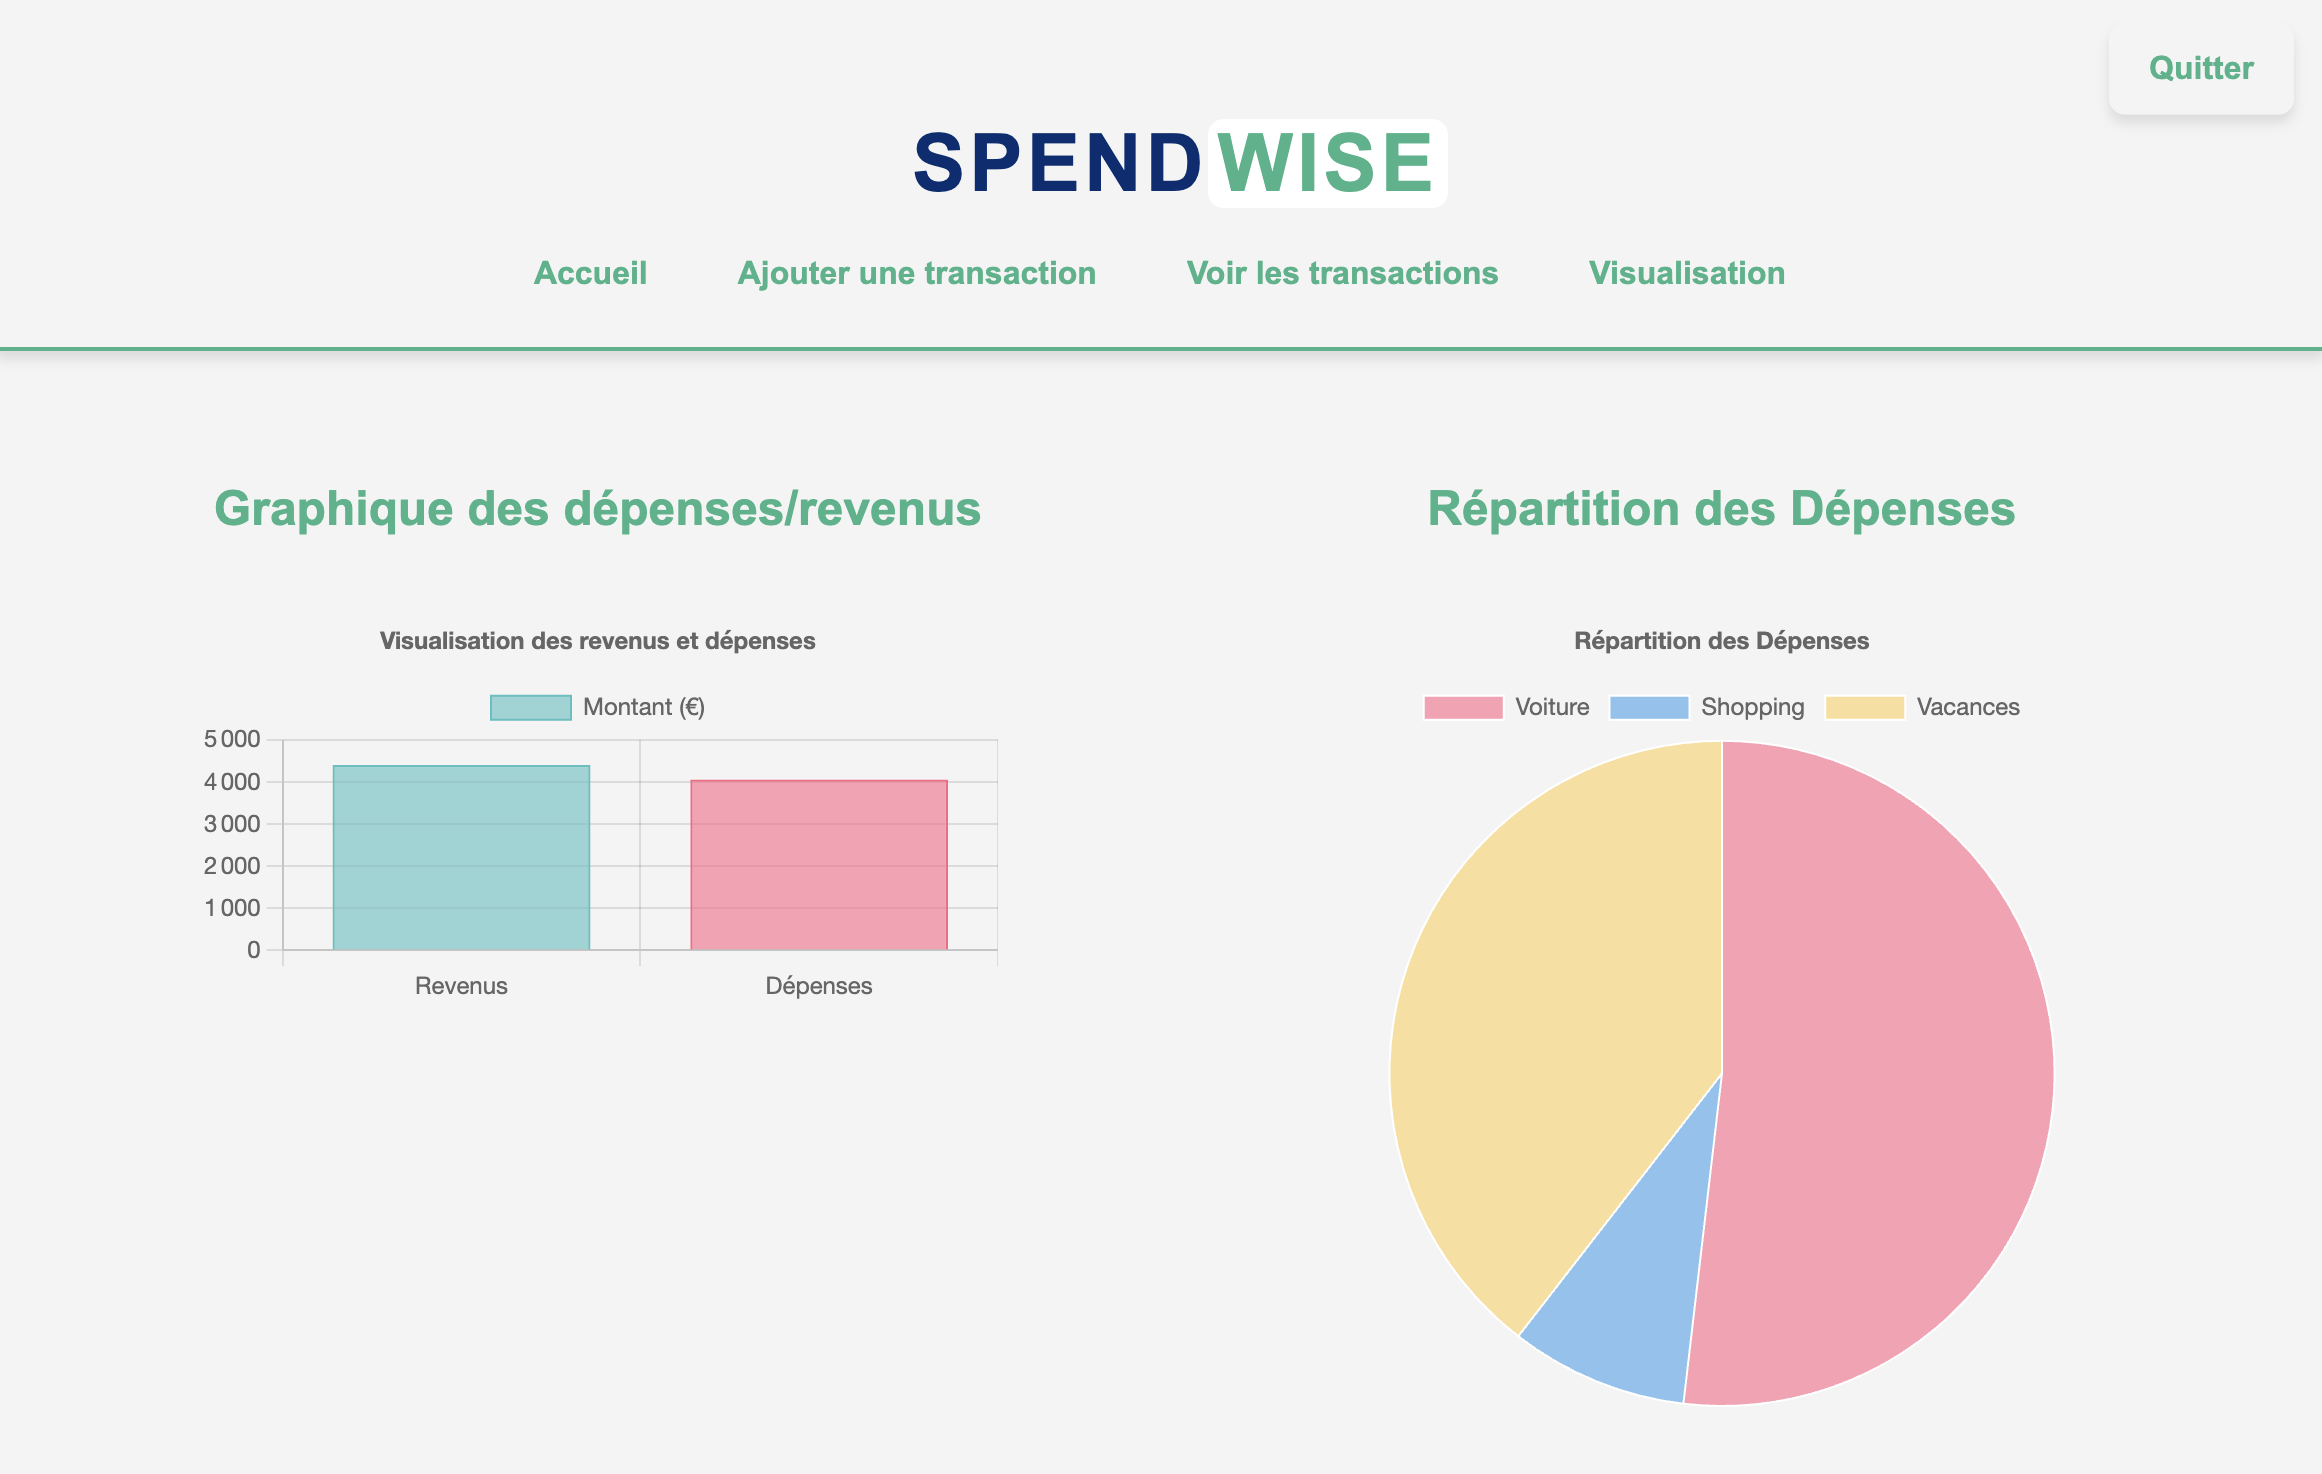 Quitter
SPENDWISE
Accueil Ajouter une transaction Voir les transactions Visualisation
Graphique des dépenses/revenus
Visualisation des revenus et dépenses
Montant (€)
5 000
4 000
3 000
2 000
1 000
0
Revenus Dépenses
Répartition des Dépenses
Répartition des Dépenses
Voiture Shopping Vacances